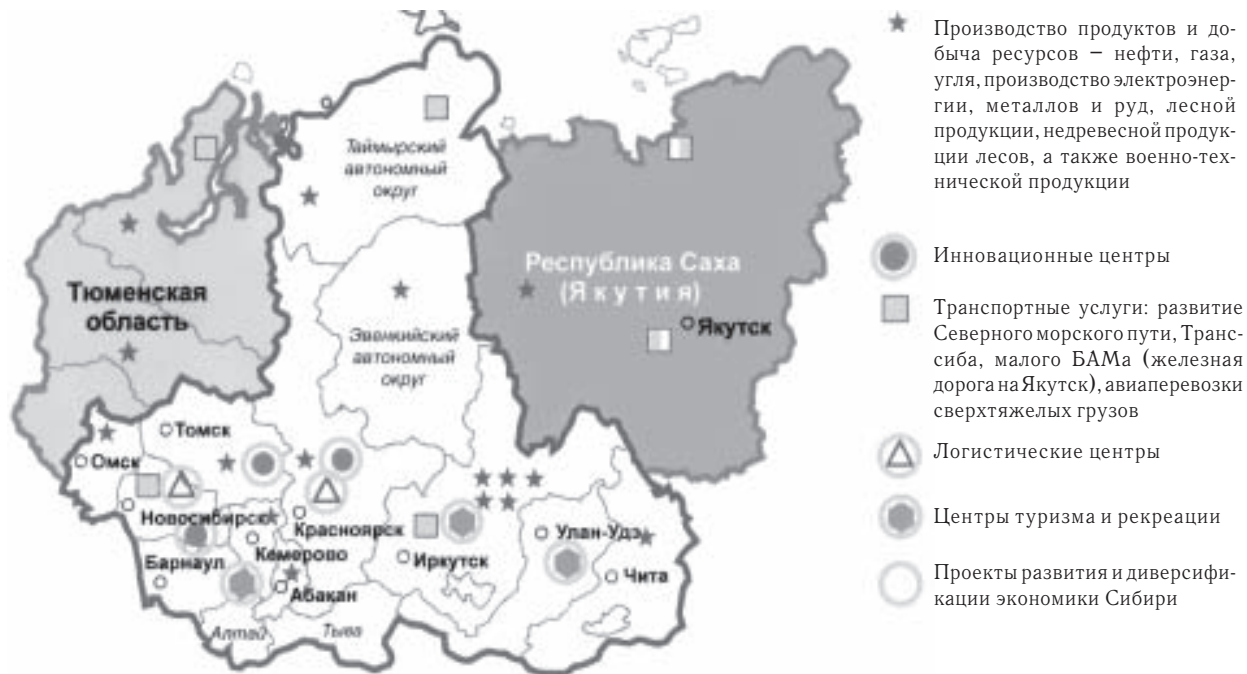 Таймырский
автономный
округ
Республика Саха
(Якутия)
Якутск
Тюменская
область
Эвенкийский
автономный
округ
Томск
Омск
Новосибирск
Красноярск
Кемерово
Барнаул
Абакан
Иркутск
Улан-Удэ
Чита
Алтай
Тыва
Производство продуктов и до-
быча ресурсов – нефти, газа,
угля, производство электроэнер-
гии, металлов и руд, лесной
продукции, недревесной продук-
ции лесов, а также военно-тех-
нической продукции
Инновационные центры
Транспортные услуги: развитие
Северного морского пути, Транс-
сиба, малого БАМа (железная
дорога на Якутск), авиаперевозки
сверхтяжелых грузов
Логистические центры
Центры туризма и рекреации
Проекты развития и диверсифи-
кации экономики Сибири